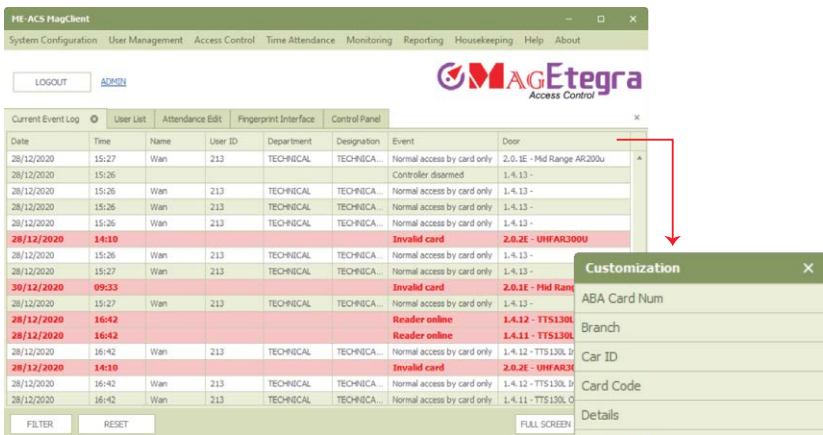 ME-ACS MagClient
System Configuration User Management Access Control Time Attendance Monitoring Reporting Housekeeping Help About
LOGOUT ADMIN
MAGEtegra
Access Control
Current Event Log User List Attendance Edit Fingerprint Interface Control Panel
Date Time Name User ID Department Designation Event Door
28/12/2020 15:27 Wan 213 TECHNICAL TECHNICA... Normal access by card only 2.0.1E - Mid Range AR200u
28/12/2020 15:26 Controller disarmed 1.4.13 -
28/12/2020 15:26 Wan 213 TECHNICAL TECHNICA... Normal access by card only 1.4.13 -
28/12/2020 15:26 Wan 213 TECHNICAL TECHNICA... Normal access by card only 1.4.13 -
28/12/2020 15:26 Wan 213 TECHNICAL TECHNICA... Normal access by card only 1.4.13 -
28/12/2020 14:10 Invalid card 2.0.2E - UHFAR300U
28/12/2020 15:26 Wan 213 TECHNICAL TECHNICA... Normal access by card only 1.4.13 -
28/12/2020 15:27 Wan 213 TECHNICAL TECHNICA... Normal access by card only 1.4.13 -
30/12/2020 09:33 Invalid card 2.0.1E - Mid Rang
28/12/2020 15:27 Wan 213 TECHNICAL TECHNICA... Normal access by card only 1.4.13 -
28/12/2020 16:42 Reader online 1.4.12 - TTS130L
28/12/2020 16:42 Reader online 1.4.11 - TTS130L
28/12/2020 16:42 Wan 213 TECHNICAL TECHNICA... Normal access by card only 1.4.12 - TTS130L I
28/12/2020 14:10 Invalid card 2.0.2E - UHFAR30
28/12/2020 16:42 Wan 213 TECHNICAL TECHNICA... Normal access by card only 1.4.12 - TTS130L I
28/12/2020 16:42 Wan 213 TECHNICAL TECHNICA... Normal access by card only 1.4.11 - TTS130L O
FILTER RESET FULL SCREEN
Customization
ABA Card Num
Branch
Car ID
Card Code
Details